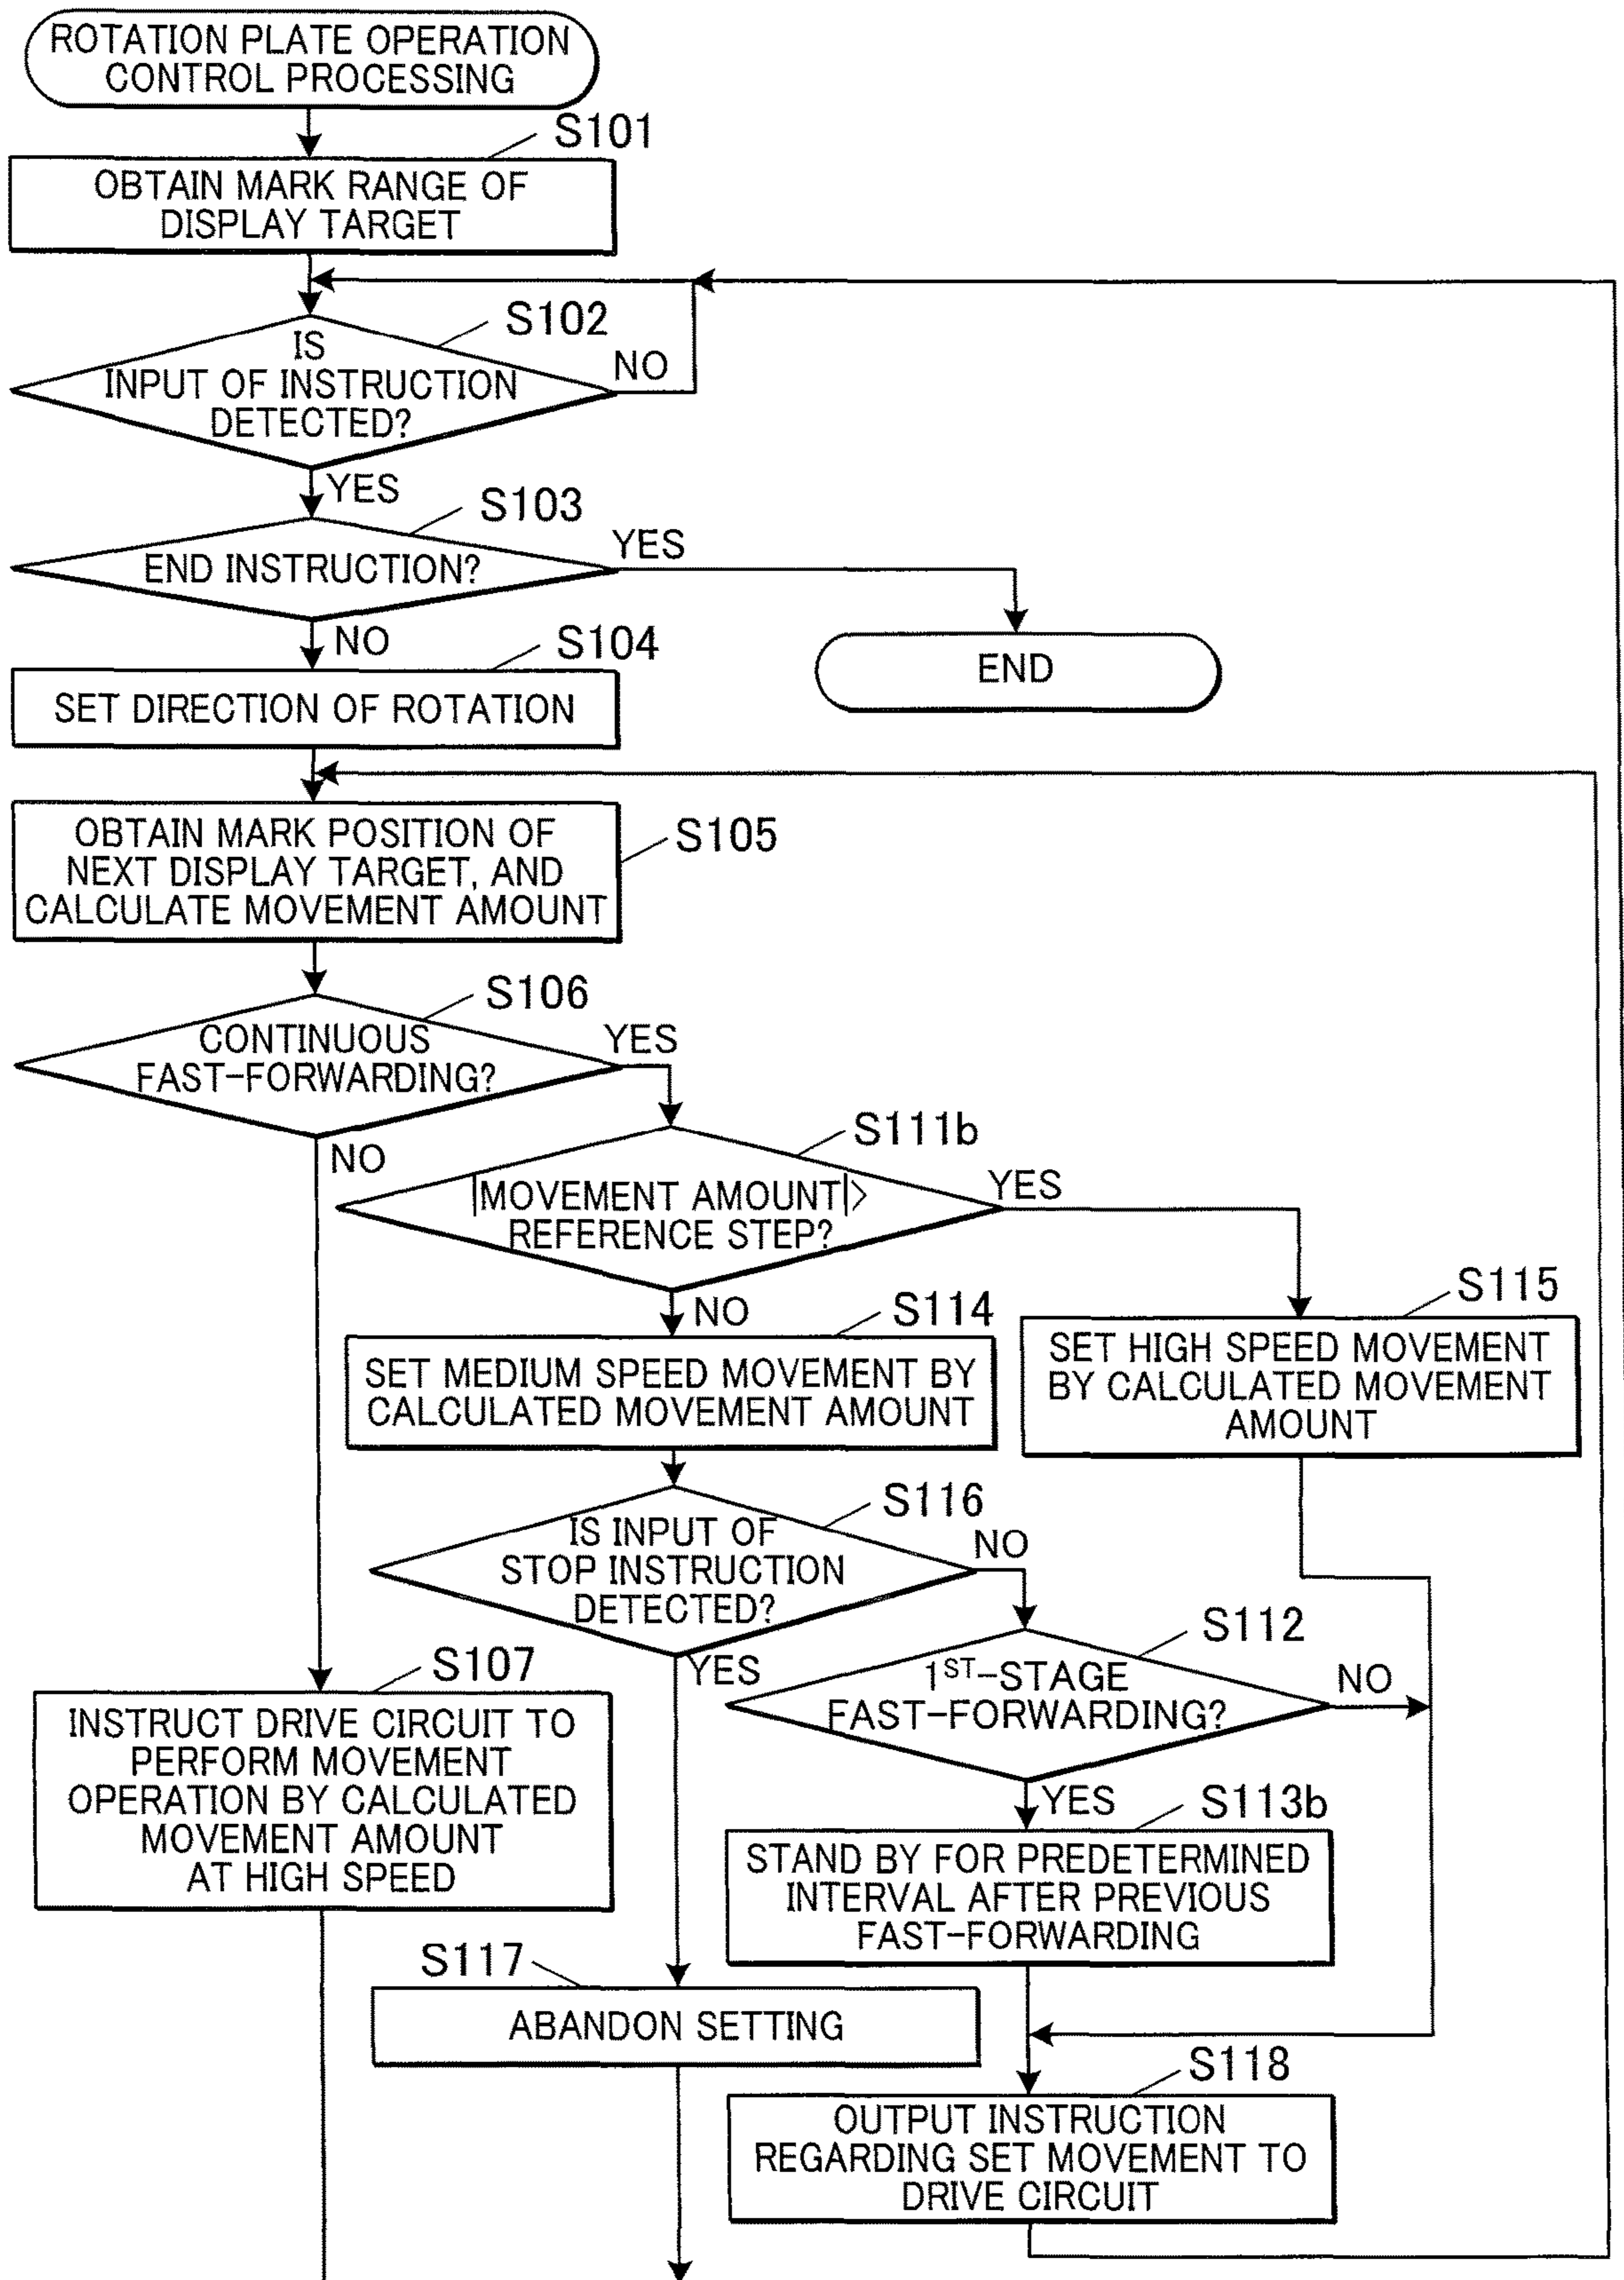 ROTATION PLATE OPERATION
CONTROL PROCESSING
S101
OBTAIN MARK RANGE OF
DISPLAY TARGET
S102
IS
INPUT OF INSTRUCTION
DETECTED?
NO
YES
S103
END INSTRUCTION?
YES
NO
END
S104
SET DIRECTION OF ROTATION
OBTAIN MARK POSITION OF
NEXT DISPLAY TARGET, AND
CALCULATE MOVEMENT AMOUNT
S105
S106
CONTINUOUS
FAST-FORWARDING?
YES
NO
S111b
|MOVEMENT AMOUNT|>
REFERENCE STEP?
YES
NO
S114
SET MEDIUM SPEED MOVEMENT BY
CALCULATED MOVEMENT AMOUNT
S115
SET HIGH SPEED MOVEMENT
BY CALCULATED MOVEMENT
AMOUNT
S116
IS INPUT OF
STOP INSTRUCTION
DETECTED?
NO
YES
S112
1ST-STAGE
FAST-FORWARDING?
NO
YES
S107
INSTRUCT DRIVE CIRCUIT TO
PERFORM MOVEMENT
OPERATION BY CALCULATED
MOVEMENT AMOUNT
AT HIGH SPEED
S113b
STAND BY FOR PREDETERMINED
INTERVAL AFTER PREVIOUS
FAST-FORWARDING
S117
ABANDON SETTING
S118
OUTPUT INSTRUCTION
REGARDING SET MOVEMENT TO
DRIVE CIRCUIT